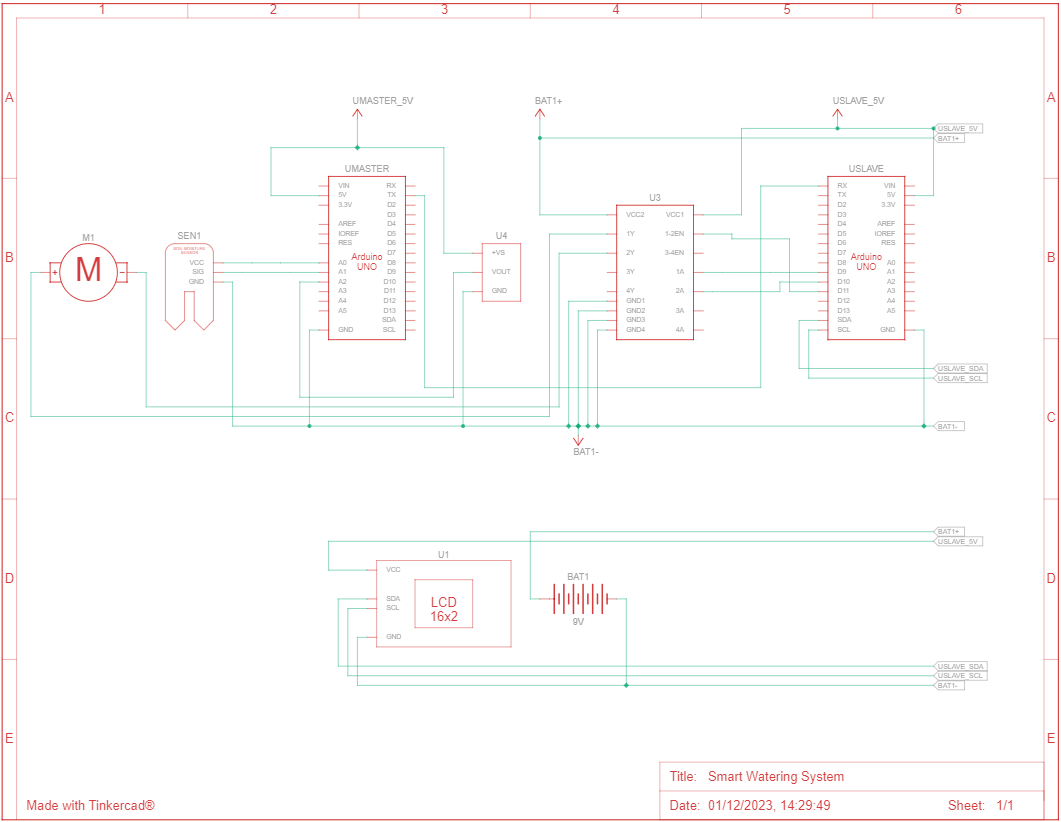 1 2 3 4 5 6
A A
UMASTER_5V BAT1+ USLAVE_5V
USLAVE_5V
BAT1+
UMASTER
VIN RX
5V TX
3.3V D2
D3
AREF D4
IOREF D5
RES D6
D7
Arduino
UNO
A0 D8
A1 D9
A2 D10
A3 D11
A4 D12
A5 D13
SDA
GND SCL
USLAVE
RX VIN
TX 5V
D2 3.3V
D3
D4 AREF
D5 IOREF
D6 RES
D7
Arduino
UNO
D8 A0
D9 A1
D10 A2
D11 A3
D12 A4
D13 A5
SDA
SCL GND
U3
VCC2 VCC1
1Y 1-2EN
2Y 3-4EN
3Y 1A
4Y 2A
GND1
GND2 3A
GND3
GND4 4A
B B
M1
M
+ -
SEN1
SOIL MOISTURE
SENSOR
VCC
SIG
GND
U4
+VS
VOUT
GND
USLAVE_SDA
USLAVE_SCL
C C
BAT1-
BAT1-
BAT1+
USLAVE_5V
U1
VCC
SDA
SCL
GND
LCD
16x2
D D
BAT1
9V
USLAVE_SDA
USLAVE_SCL
BAT1-
E E
Title: Smart Watering System
Made with Tinkercad®
Date: 01/12/2023, 14:29:49 Sheet: 1/1